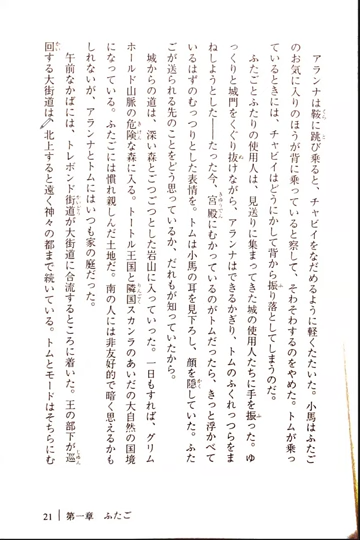 アランナは鞍に跳び乗ると、チャビイをなだめるように軽くたたいた。小馬はふたご
のお気に入りのほうが背に乗っていると察して、そわそわするのをやめた。トムが乗っ
ているときには、チャビイはどうにかして背から振り落としてしまうのだ。
ふたごとふたりの使用人は、見送りに集まってきた城の使用人たちに手を振った。ゆ
っくりと城門をくぐり抜けながら、アランナはできるかぎり、トムのふくれっつらをま
ねしようとした――たった今、宮殿にむかっているのがトムだったら、きっと浮かべて
いるはずのむっつりとした表情を。トムは小馬の耳を見下ろし、顔を隠していた。ふた
ごが送られる先のことをどう思っているか、だれもが知っていたから。
城からの道は、深い森とごつごつとした岩山に入っていった。一日もすれば、グリム
ホールド山脈の危険な森に入る。トートル王国と隣国スカンラのあいだの大自然の国境
になっている。ふたごには慣れ親しんだ土地だ。南の人には非友好的で暗く思えるかも
しれないが、アランナとトムにはいつも家の庭だった。
午前なかばには、トレボンド街道が大街道に合流するところに着いた。王の部下が巡
回する大街道は、北上すると遠く神々の都まで続いている。トムとモードはそちらにむ
21 第一章 ふたご